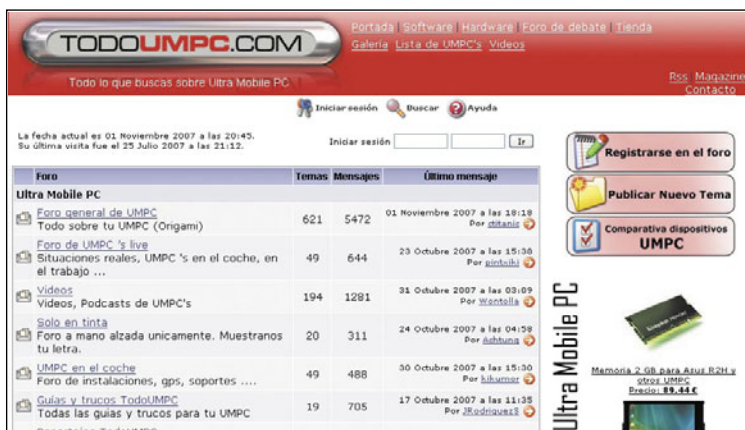 TODOUMPC.COM
Todo lo que buscas sobre Ultra Mobile PC
Portada | Software | Hardware | Foro de debate | Tienda
Galeria Lista de UMPC's Videos
Rss Magazine
Contacto
Iniciar sesión Buscar Ayuda
La fecha actual es 01 Noviembre 2007 a las 20:45.
Su última visita fue el 25 Julio 2007 a las 21:12.
Iniciar sesión Ir
Foro Temas Mensajes Último mensaje
Ultra Mobile PC
Foro general de UMPC
Todo sobre tu UMPC (Origami)
621 5472 01 Noviembre 2007 a las 18:18
Por stitanic
Foro de UMPC 's live
Situaciones reales, UMPC 's en el coche, en
el trabajo ...
49 644 23 Octubre 2007 a las 15:38
Por pintxiki
Videos
Videos, Podcasts de UMPC's
194 1281 31 Octubre 2007 a las 03:09
Por Wontolla
Solo en tinta
Foro a mano alzada unicamente. Muestranos
tu letra.
20 311 24 Octubre 2007 a las 04:58
Por Achtung
UMPC en el coche
Foro de instalaciones, gps, soportes ....
49 488 30 Octubre 2007 a las 15:30
Por hikumor
Guias y trucos TodoUMPC
Todas las guias y trucos para tu UMPC
19 705 17 Octubre 2007 a las 11:35
Por JRodriguezS
Registrarse en el foro
Publicar Nuevo Tema
Comparativa dispositivos
UMPC
Ultra Mobile PC
Memoria 2 GB para Asus R2H y
otros UMPC
Precio: 89.44 €